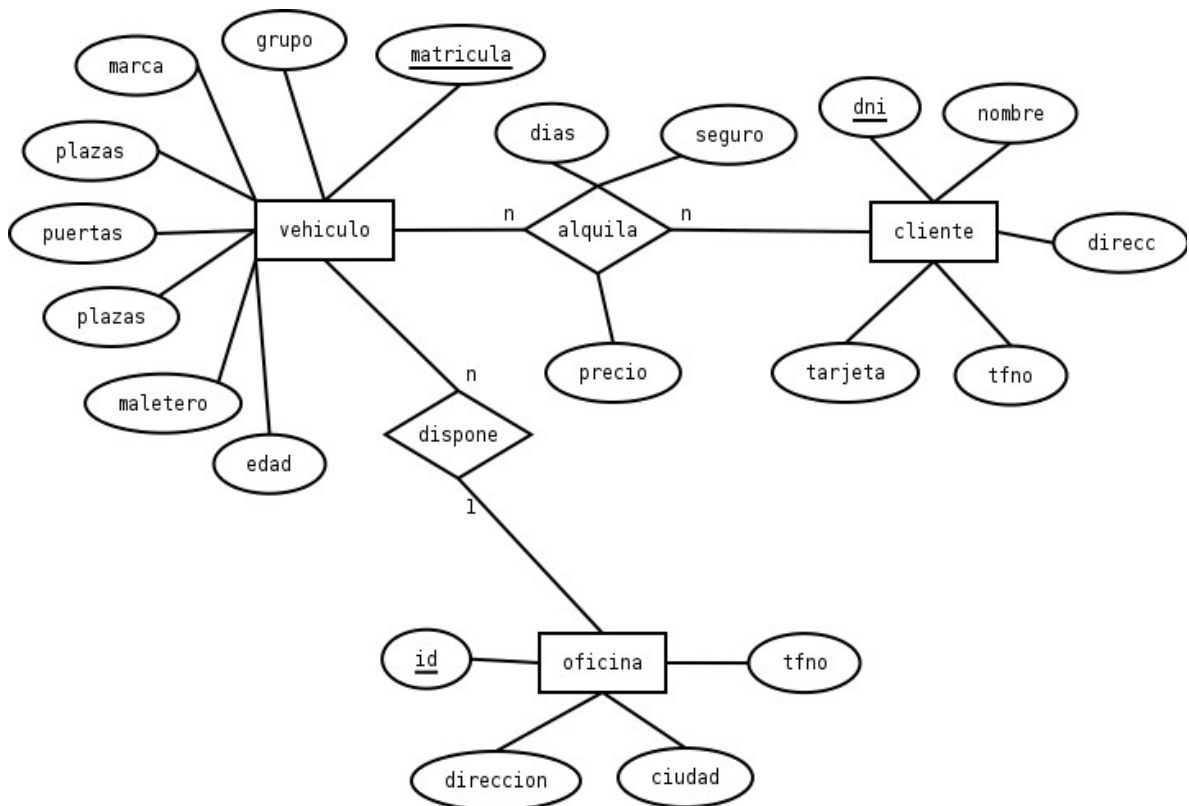 grupo
matricula
marca
dni
nombre
dias
seguro
plazas
n
n
puertas
vehiculo
alquila
cliente
direcc
plazas
precio
tarjeta
tfno
n
maletero
dispone
edad
1
id
oficina
tfno
direccion
ciudad